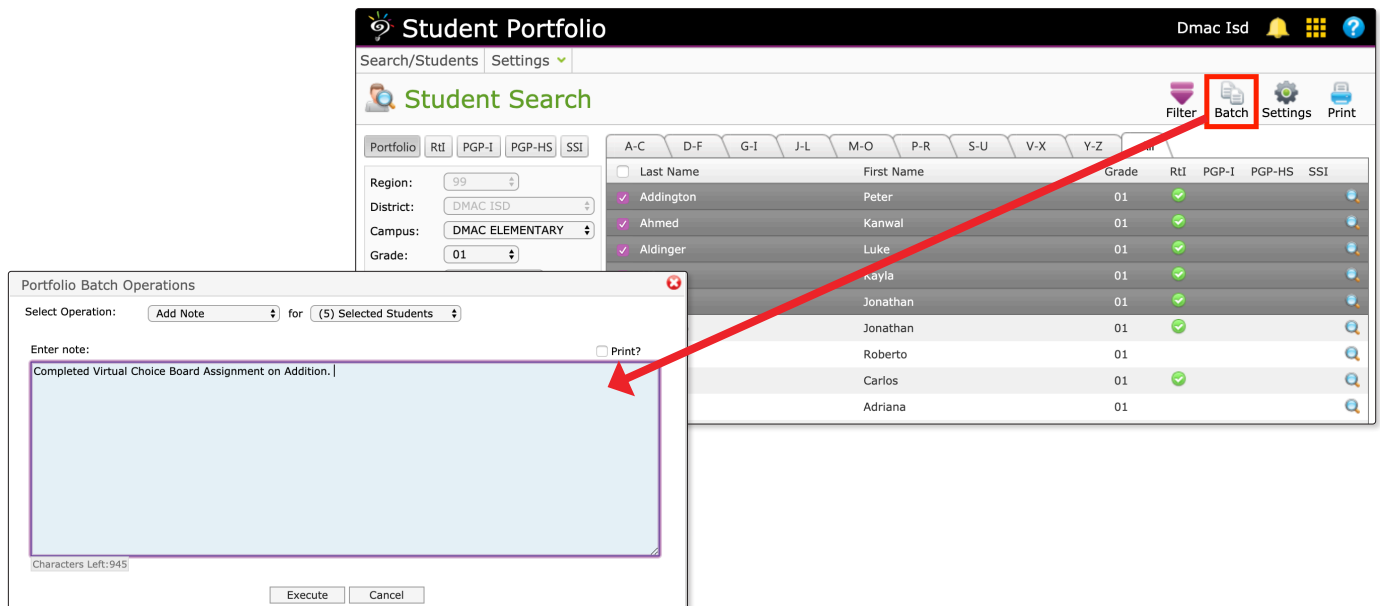 Student Portfolio
Dmac Isd
Search/Students Settings
Student Search
Filter Batch Settings Print
Portfolio RtI PGP-I PGP-HS SSI
A-C D-F G-I J-L M-O P-R S-U V-X Y-Z
Last Name First Name Grade RtI PGP-I PGP-HS SSI
Region: 99
District: DMAC ISD
Campus: DMAC ELEMENTARY
Grade: 01
Addington Peter 01
Ahmed Kanwal 01
Aldinger Luke 01
Kayla 01
Jonathan 01
Jonathan 01
Roberto 01
Carlos 01
Adriana 01
Portfolio Batch Operations
Select Operation: Add Note for (5) Selected Students
Enter note: Print?
Completed Virtual Choice Board Assignment on Addition.
Characters Left:945
Execute Cancel